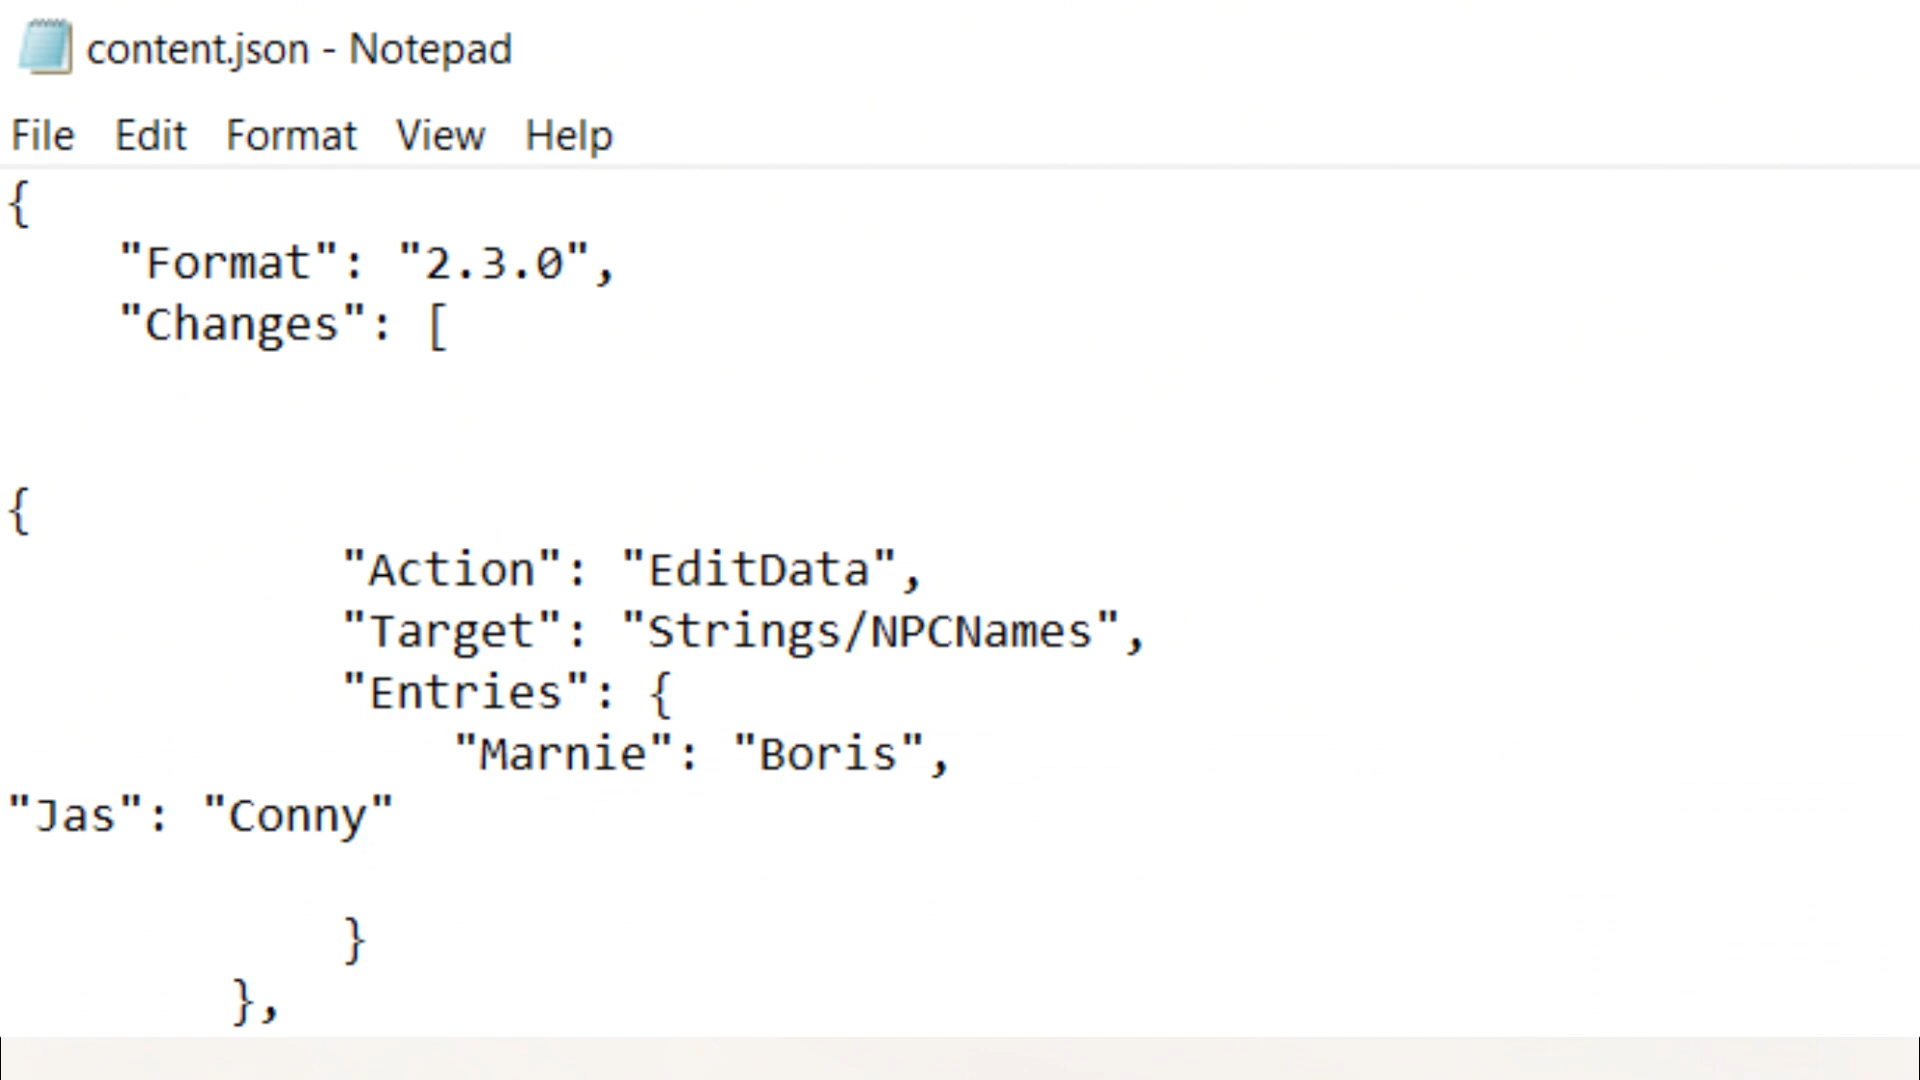 content.json - Notepad
File Edit Format View Help
{
"Format": "2.3.0",
"Changes": [
{
"Action": "EditData",
"Target": "Strings/NPCNames",
"Entries": {
"Marnie": "Boris",
"Jas": "Conny"
}
},